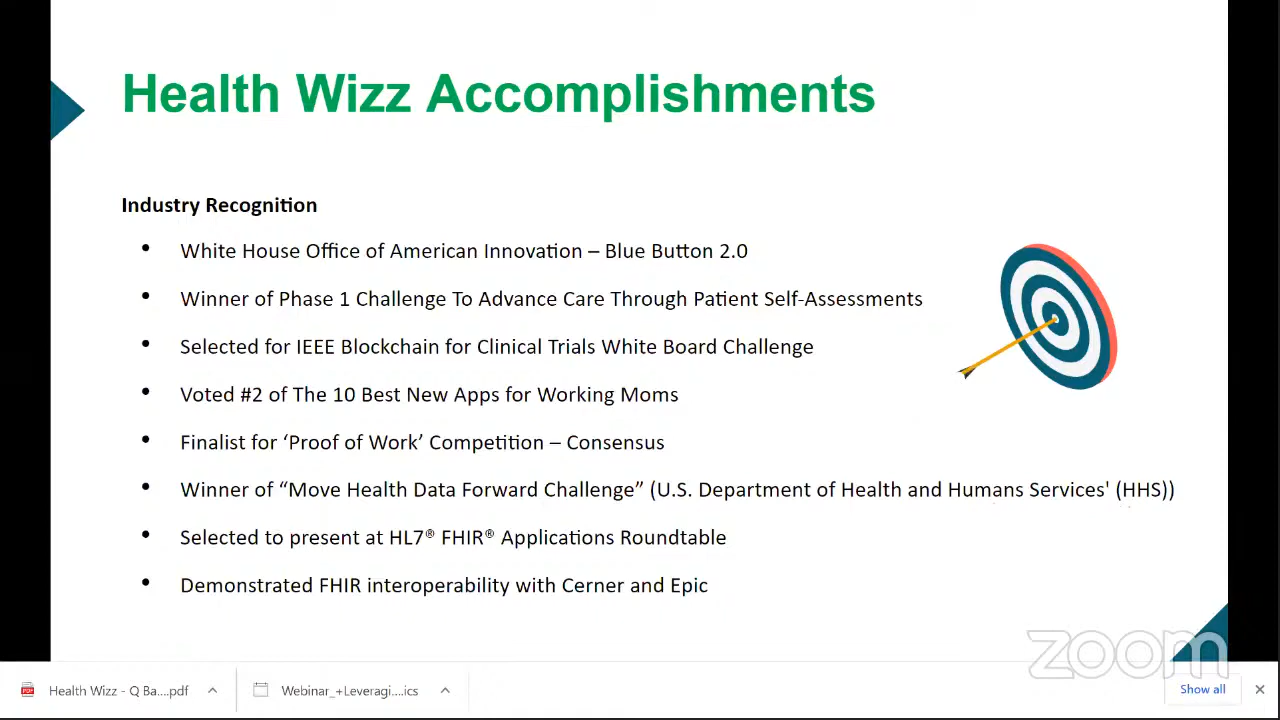 Health Wizz Accomplishments
Industry Recognition
• White House Office of American Innovation – Blue Button 2.0
• Winner of Phase 1 Challenge To Advance Care Through Patient Self-Assessments
• Selected for IEEE Blockchain for Clinical Trials White Board Challenge
• Voted #2 of The 10 Best New Apps for Working Moms
• Finalist for ‘Proof of Work’ Competition – Consensus
• Winner of “Move Health Data Forward Challenge” (U.S. Department of Health and Humans Services' (HHS))
• Selected to present at HL7® FHIR® Applications Roundtable
• Demonstrated FHIR interoperability with Cerner and Epic
zoom
PDF
Health Wizz - Q Ba....pdf
Webinar_+Leveragi....ics
Show all